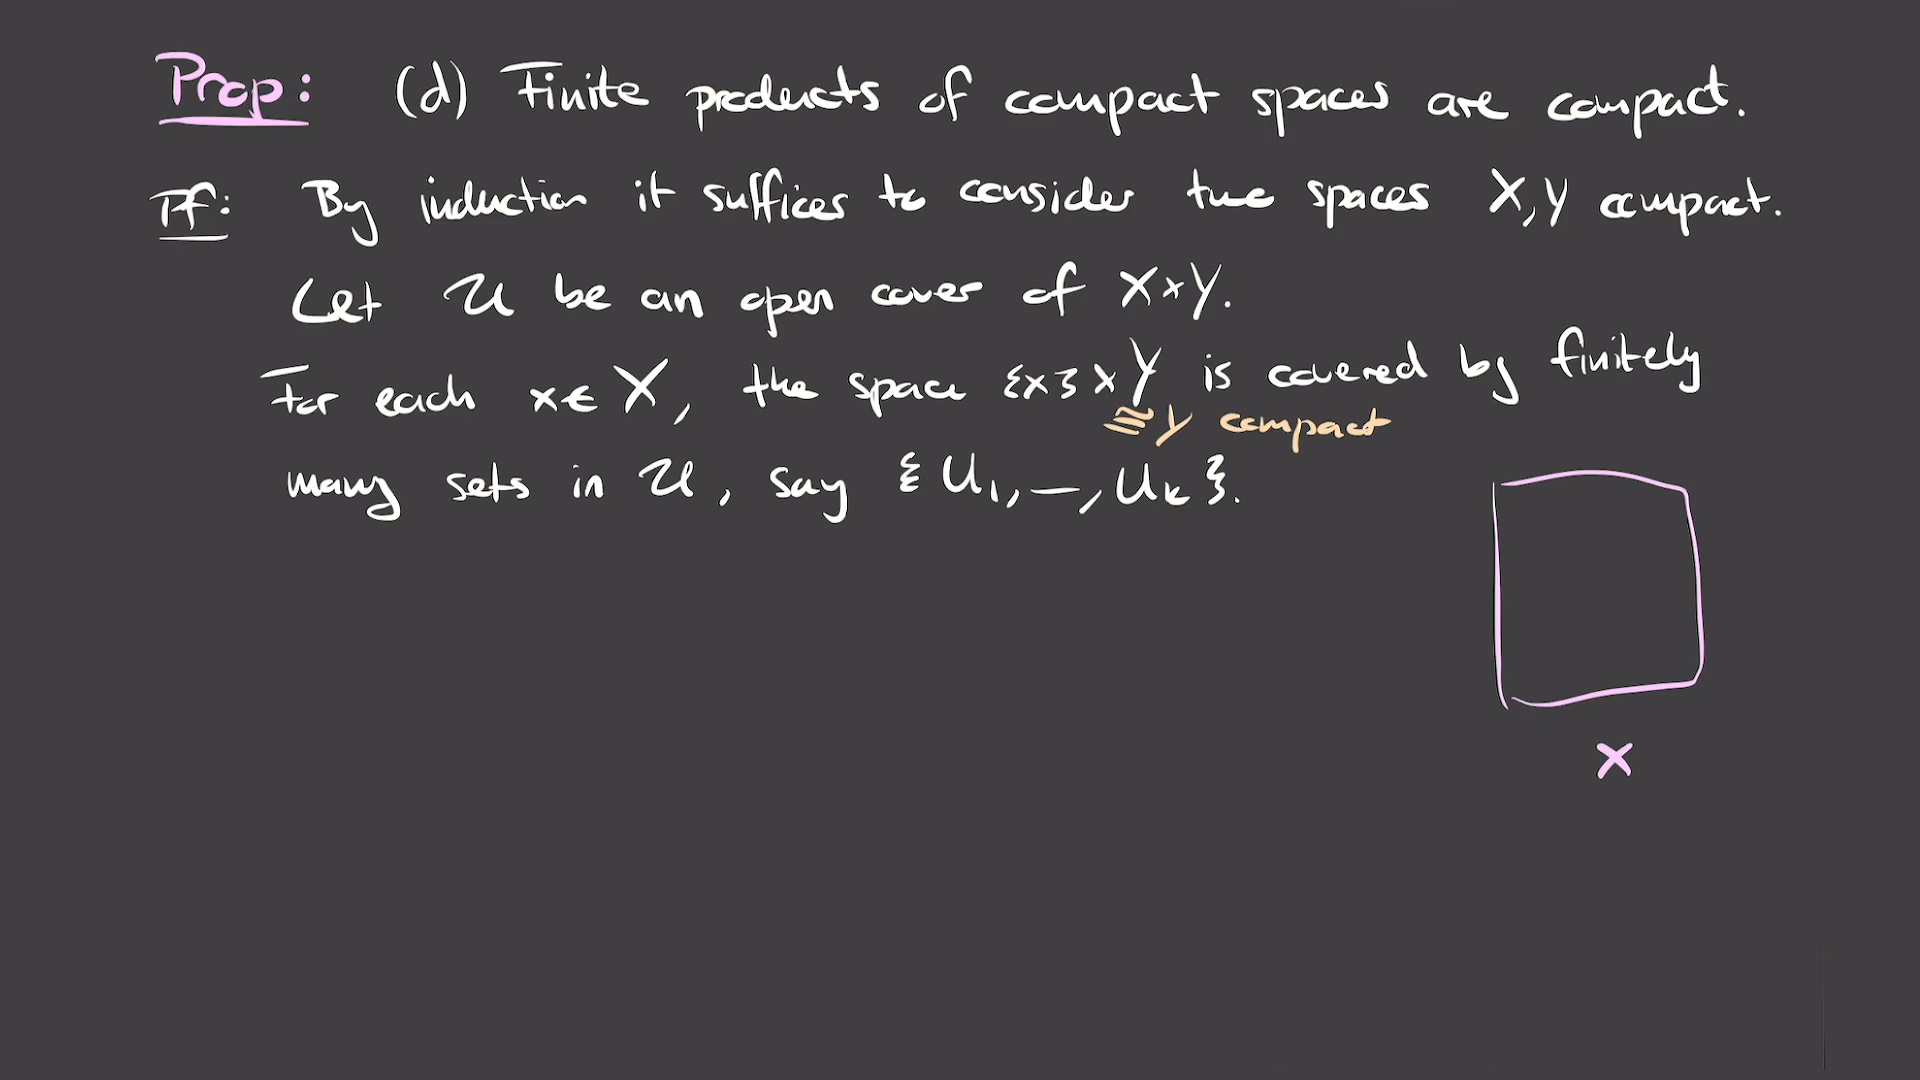 Prop: (d) Finite products of compact spaces are compact.
Pf: By induction it suffices to consider two spaces X, Y compact.
Let 𝒰 be an open cover of X×Y.
For each x∈X, the space {x}×Y is covered by finitely
≅Y compact
many sets in 𝒰, say {U₁,—,Uₖ}.
X